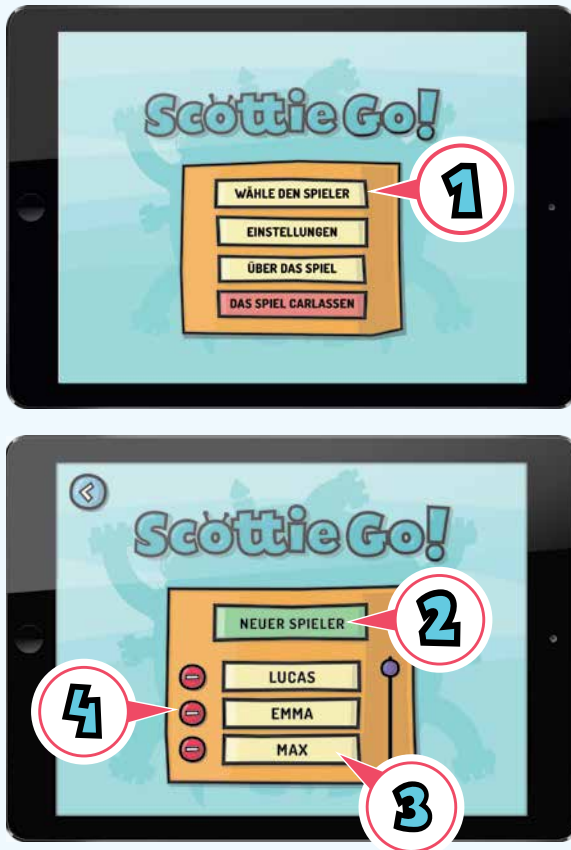 Scottie Go!
WÄHLE DEN SPIELER
1
EINSTELLUNGEN
ÜBER DAS SPIEL
DAS SPIEL CARLASSEN
Scottie Go!
NEUER SPIELER
2
LUCAS
4
EMMA
MAX
3